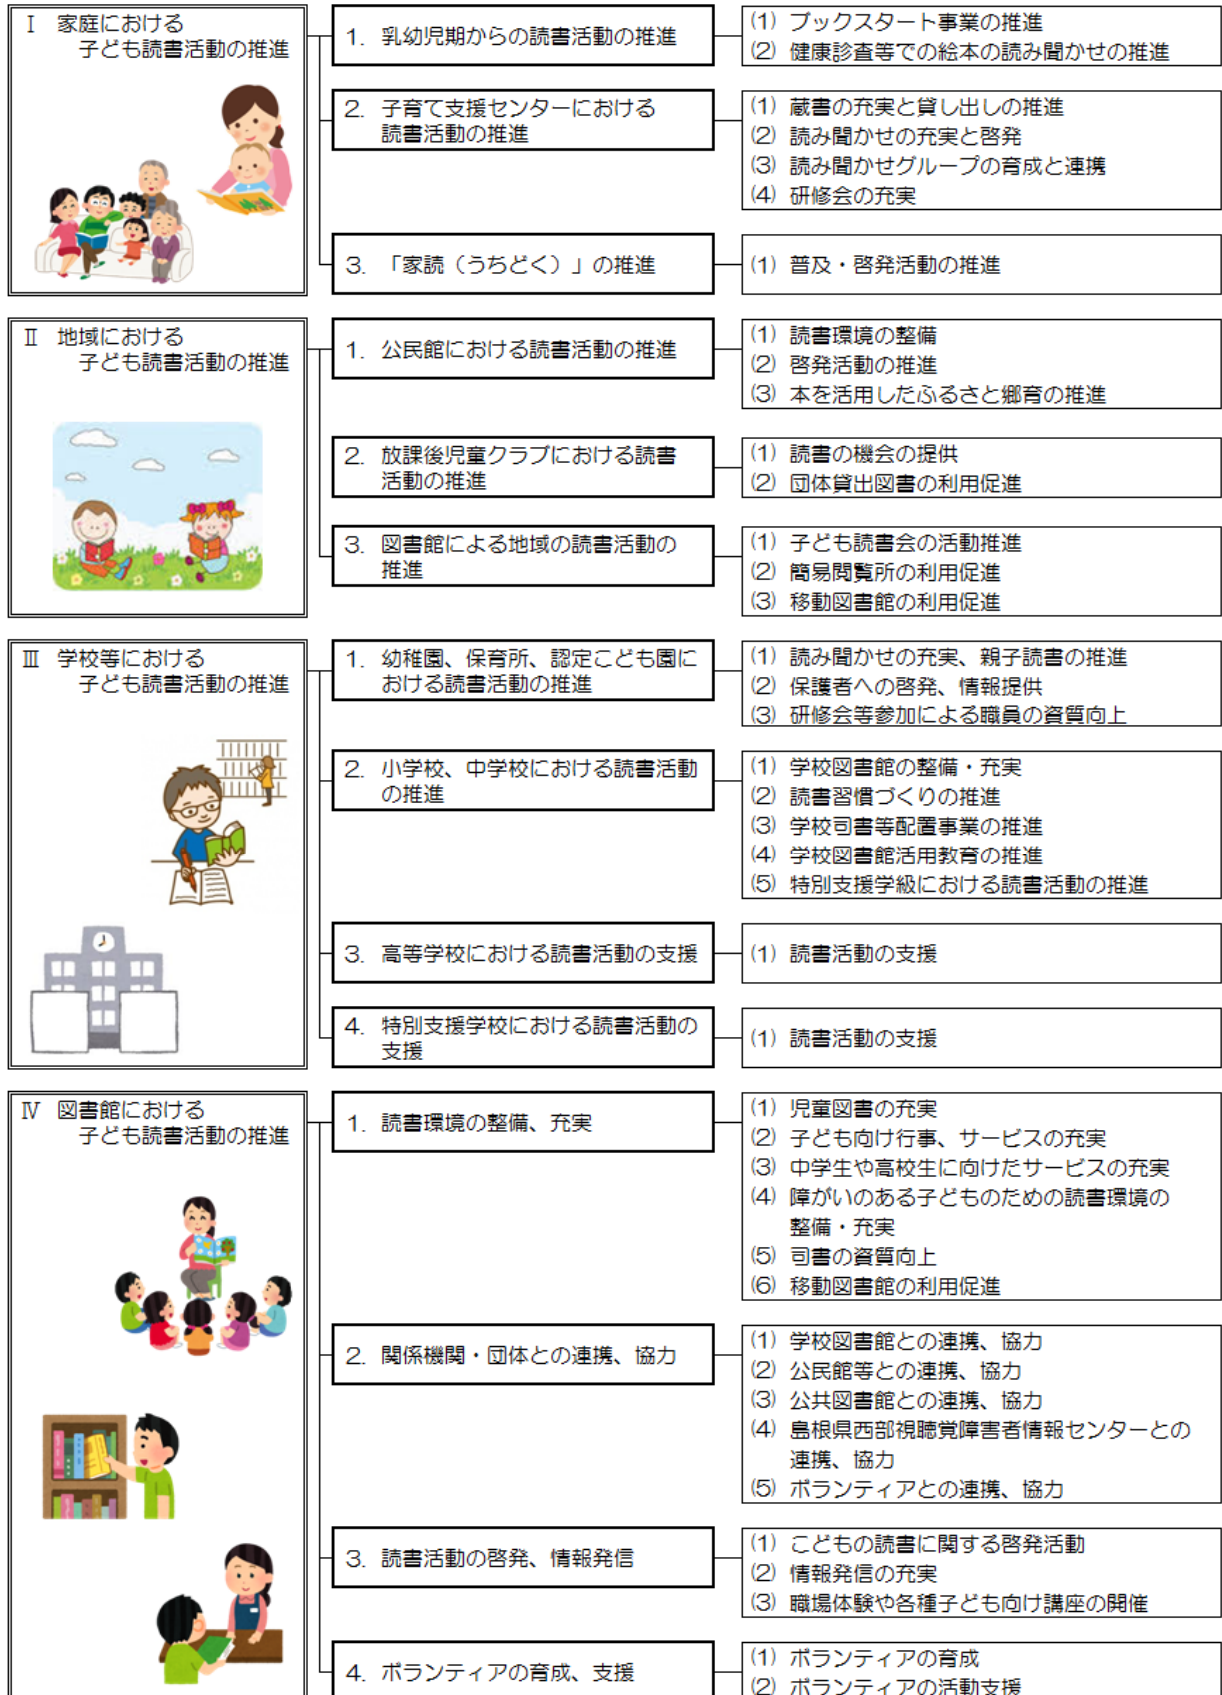 Ⅰ 家庭における
子ども読書活動の推進
1. 乳幼児期からの読書活動の推進
(1) ブックスタート事業の推進
(2) 健康診査等での絵本の読み聞かせの推進
2. 子育て支援センターにおける
読書活動の推進
(1) 蔵書の充実と貸し出しの推進
(2) 読み聞かせの充実と啓発
(3) 読み聞かせグループの育成と連携
(4) 研修会の充実
3. 「家読（うちどく）」の推進
(1) 普及・啓発活動の推進
Ⅱ 地域における
子ども読書活動の推進
1. 公民館における読書活動の推進
(1) 読書環境の整備
(2) 啓発活動の推進
(3) 本を活用したふるさと郷育の推進
2. 放課後児童クラブにおける読書
活動の推進
(1) 読書の機会の提供
(2) 団体貸出図書の利用促進
3. 図書館による地域の読書活動の
推進
(1) 子ども読書会の活動推進
(2) 簡易閲覧所の利用促進
(3) 移動図書館の利用促進
Ⅲ 学校等における
子ども読書活動の推進
1. 幼稚園、保育所、認定こども園に
おける読書活動の推進
(1) 読み聞かせの充実、親子読書の推進
(2) 保護者への啓発、情報提供
(3) 研修会等参加による職員の資質向上
2. 小学校、中学校における読書活動
の推進
(1) 学校図書館の整備・充実
(2) 読書習慣づくりの推進
(3) 学校司書等配置事業の推進
(4) 学校図書館活用教育の推進
(5) 特別支援学級における読書活動の推進
3. 高等学校における読書活動の支援
(1) 読書活動の支援
4. 特別支援学校における読書活動の
支援
(1) 読書活動の支援
Ⅳ 図書館における
子ども読書活動の推進
1. 読書環境の整備、充実
(1) 児童図書の充実
(2) 子ども向け行事、サービスの充実
(3) 中学生や高校生に向けたサービスの充実
(4) 障がいのある子どものための読書環境の
整備・充実
(5) 司書の資質向上
(6) 移動図書館の利用促進
2. 関係機関・団体との連携、協力
(1) 学校図書館との連携、協力
(2) 公民館等との連携、協力
(3) 公共図書館との連携、協力
(4) 島根県西部視聴覚障害者情報センターとの
連携、協力
(5) ボランティアとの連携、協力
3. 読書活動の啓発、情報発信
(1) こどもの読書に関する啓発活動
(2) 情報発信の充実
(3) 職場体験や各種子ども向け講座の開催
4. ボランティアの育成、支援
(1) ボランティアの育成
(2) ボランティアの活動支援